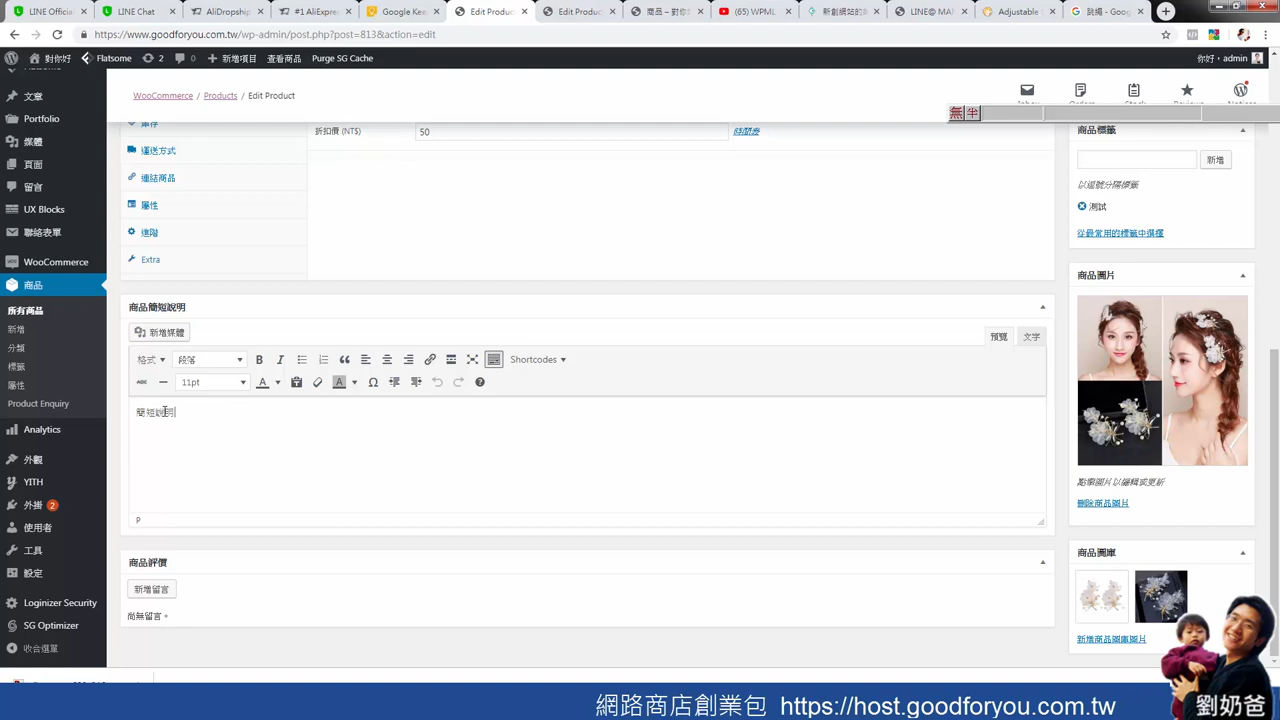 LINE Offici
LINE Chat
AliDropship
#1 AliExpre
Google Kee
Edit Produc
Edit Produc
商品 – 對你
(65) WPML
新創網站的
LINE@ MA
Adjustable
跳繩 - Goog
https://www.goodforyou.com.tw/wp-admin/post.php?post=813&action=edit
對你好
Flatsome
2
0
新增項目
查看商品
Purge SG Cache
你好,admin
WooCommerce / Products / Edit Product
文章
Portfolio
媒體
頁面
留言
UX Blocks
聯絡表單
WooCommerce
商品
所有商品
新增
分類
標籤
屬性
Product Enquiry
Analytics
外觀
YITH
外掛 2
使用者
工具
設定
Loginizer Security
SG Optimizer
收合選單
無 半
庫存
運送方式
連結商品
屬性
進階
Extra
折扣價 (NT$)
50
時間表
商品簡短說明
新增媒體
預覽
文字
格式
段落
Shortcodes
ABC
11pt
簡短說明
P
商品評價
新增留言
尚無留言。
商品標籤
新增
以逗號分隔標籤
測試
從最常用的標籤中選擇
商品圖片
點擊圖片以編輯或更新
刪除商品圖片
商品圖庫
新增商品圖庫圖片
網路商店創業包 https://host.goodforyou.com.tw
劉奶爸